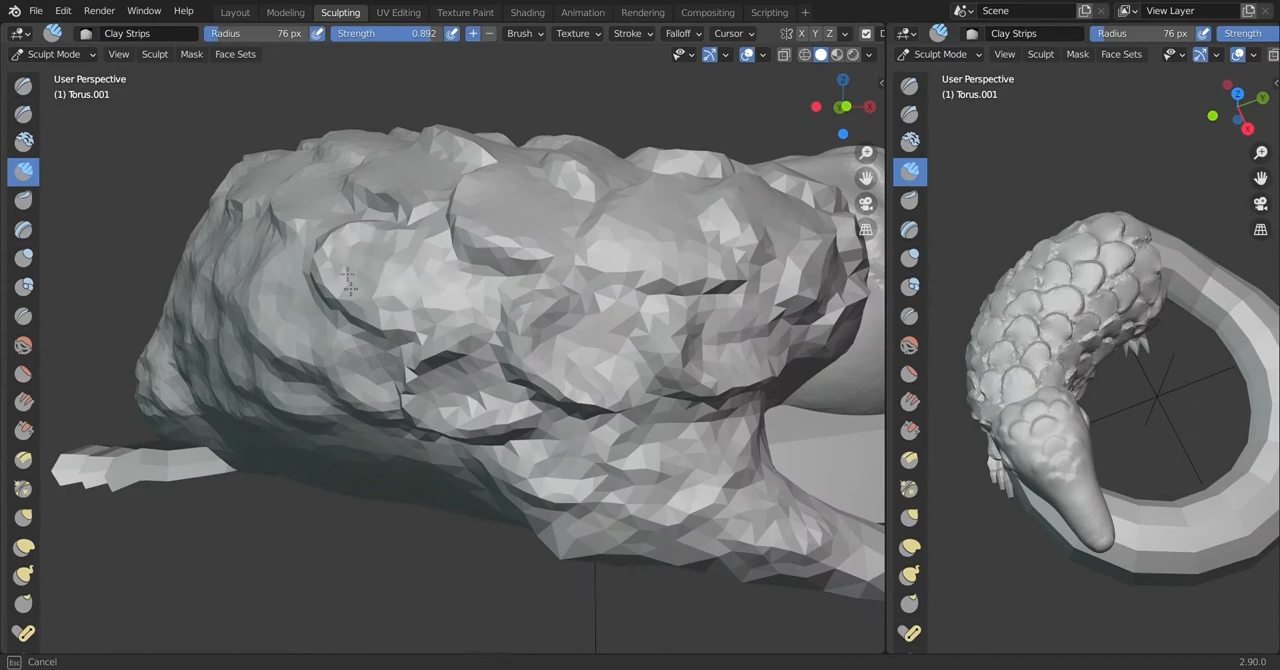 File Edit Render Window Help Layout Modeling Sculpting UV Editing Texture Paint Shading Animation Rendering Compositing Scripting + Scene View Layer
Clay Strips Radius 76 px Strength 0.892 Brush Texture Stroke Falloff Cursor X Y Z Clay Strips Radius 76 px Strength
Sculpt Mode View Sculpt Mask Face Sets Sculpt Mode View Sculpt Mask Face Sets
User Perspective
(1) Torus.001
Z
X
User Perspective
(1) Torus.001
Z
Y
X
Esc Cancel 2.90.0